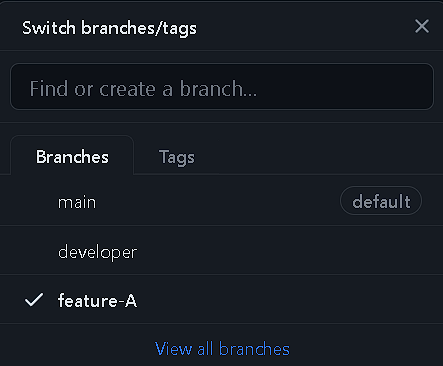 Switch branches/tags
Find or create a branch...
Branches Tags
main default
developer
feature-A
View all branches